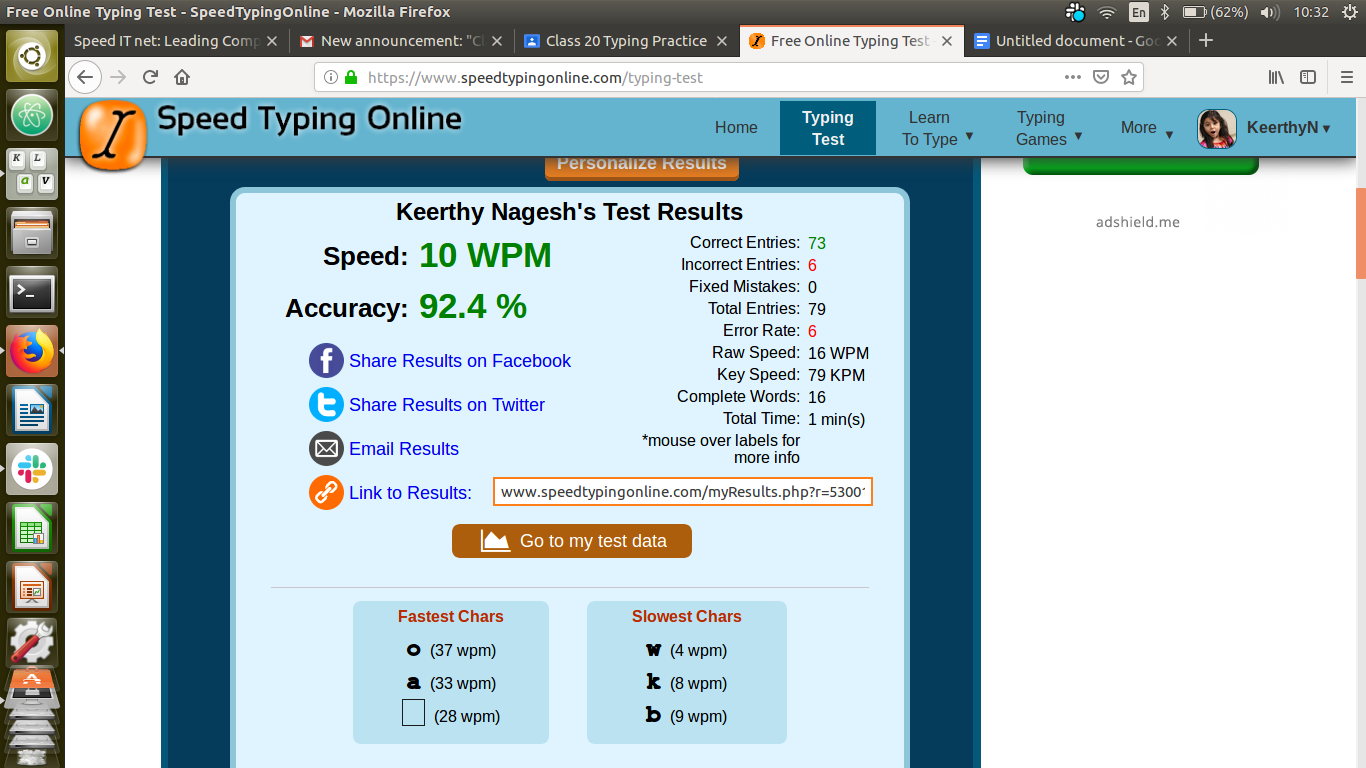 Free Online Typing Test - SpeedTypingOnline - Mozilla Firefox
En (62%) 10:32
Speed IT net: Leading Comp
New announcement: "Cl
Class 20 Typing Practice
Free Online Typing Test -
Untitled document - Goo
https://www.speedtypingonline.com/typing-test
Speed Typing Online
Home
Typing Test
Learn To Type
Typing Games
More
KeerthyN
Personalize Results
adshield.me
Keerthy Nagesh's Test Results
Speed: 10 WPM
Accuracy: 92.4 %
Share Results on Facebook
Share Results on Twitter
Email Results
Link to Results: www.speedtypingonline.com/myResults.php?r=5300
Correct Entries: 73
Incorrect Entries: 6
Fixed Mistakes: 0
Total Entries: 79
Error Rate: 6
Raw Speed: 16 WPM
Key Speed: 79 KPM
Complete Words: 16
Total Time: 1 min(s)
*mouse over labels for
more info
Go to my test data
Fastest Chars
o (37 wpm)
a (33 wpm)
(28 wpm)
Slowest Chars
w (4 wpm)
k (8 wpm)
b (9 wpm)
K L
a V